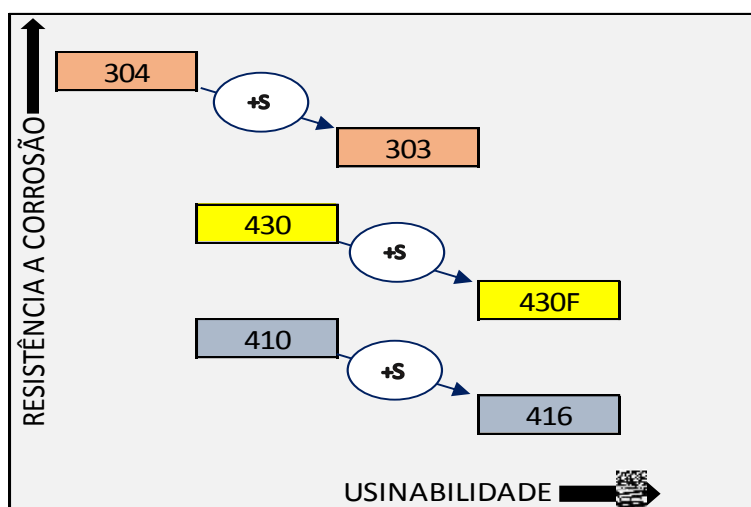 RESISTÊNCIA A CORROSÃO
304
+S
303
430
+S
430F
410
+S
416
USINABILIDADE